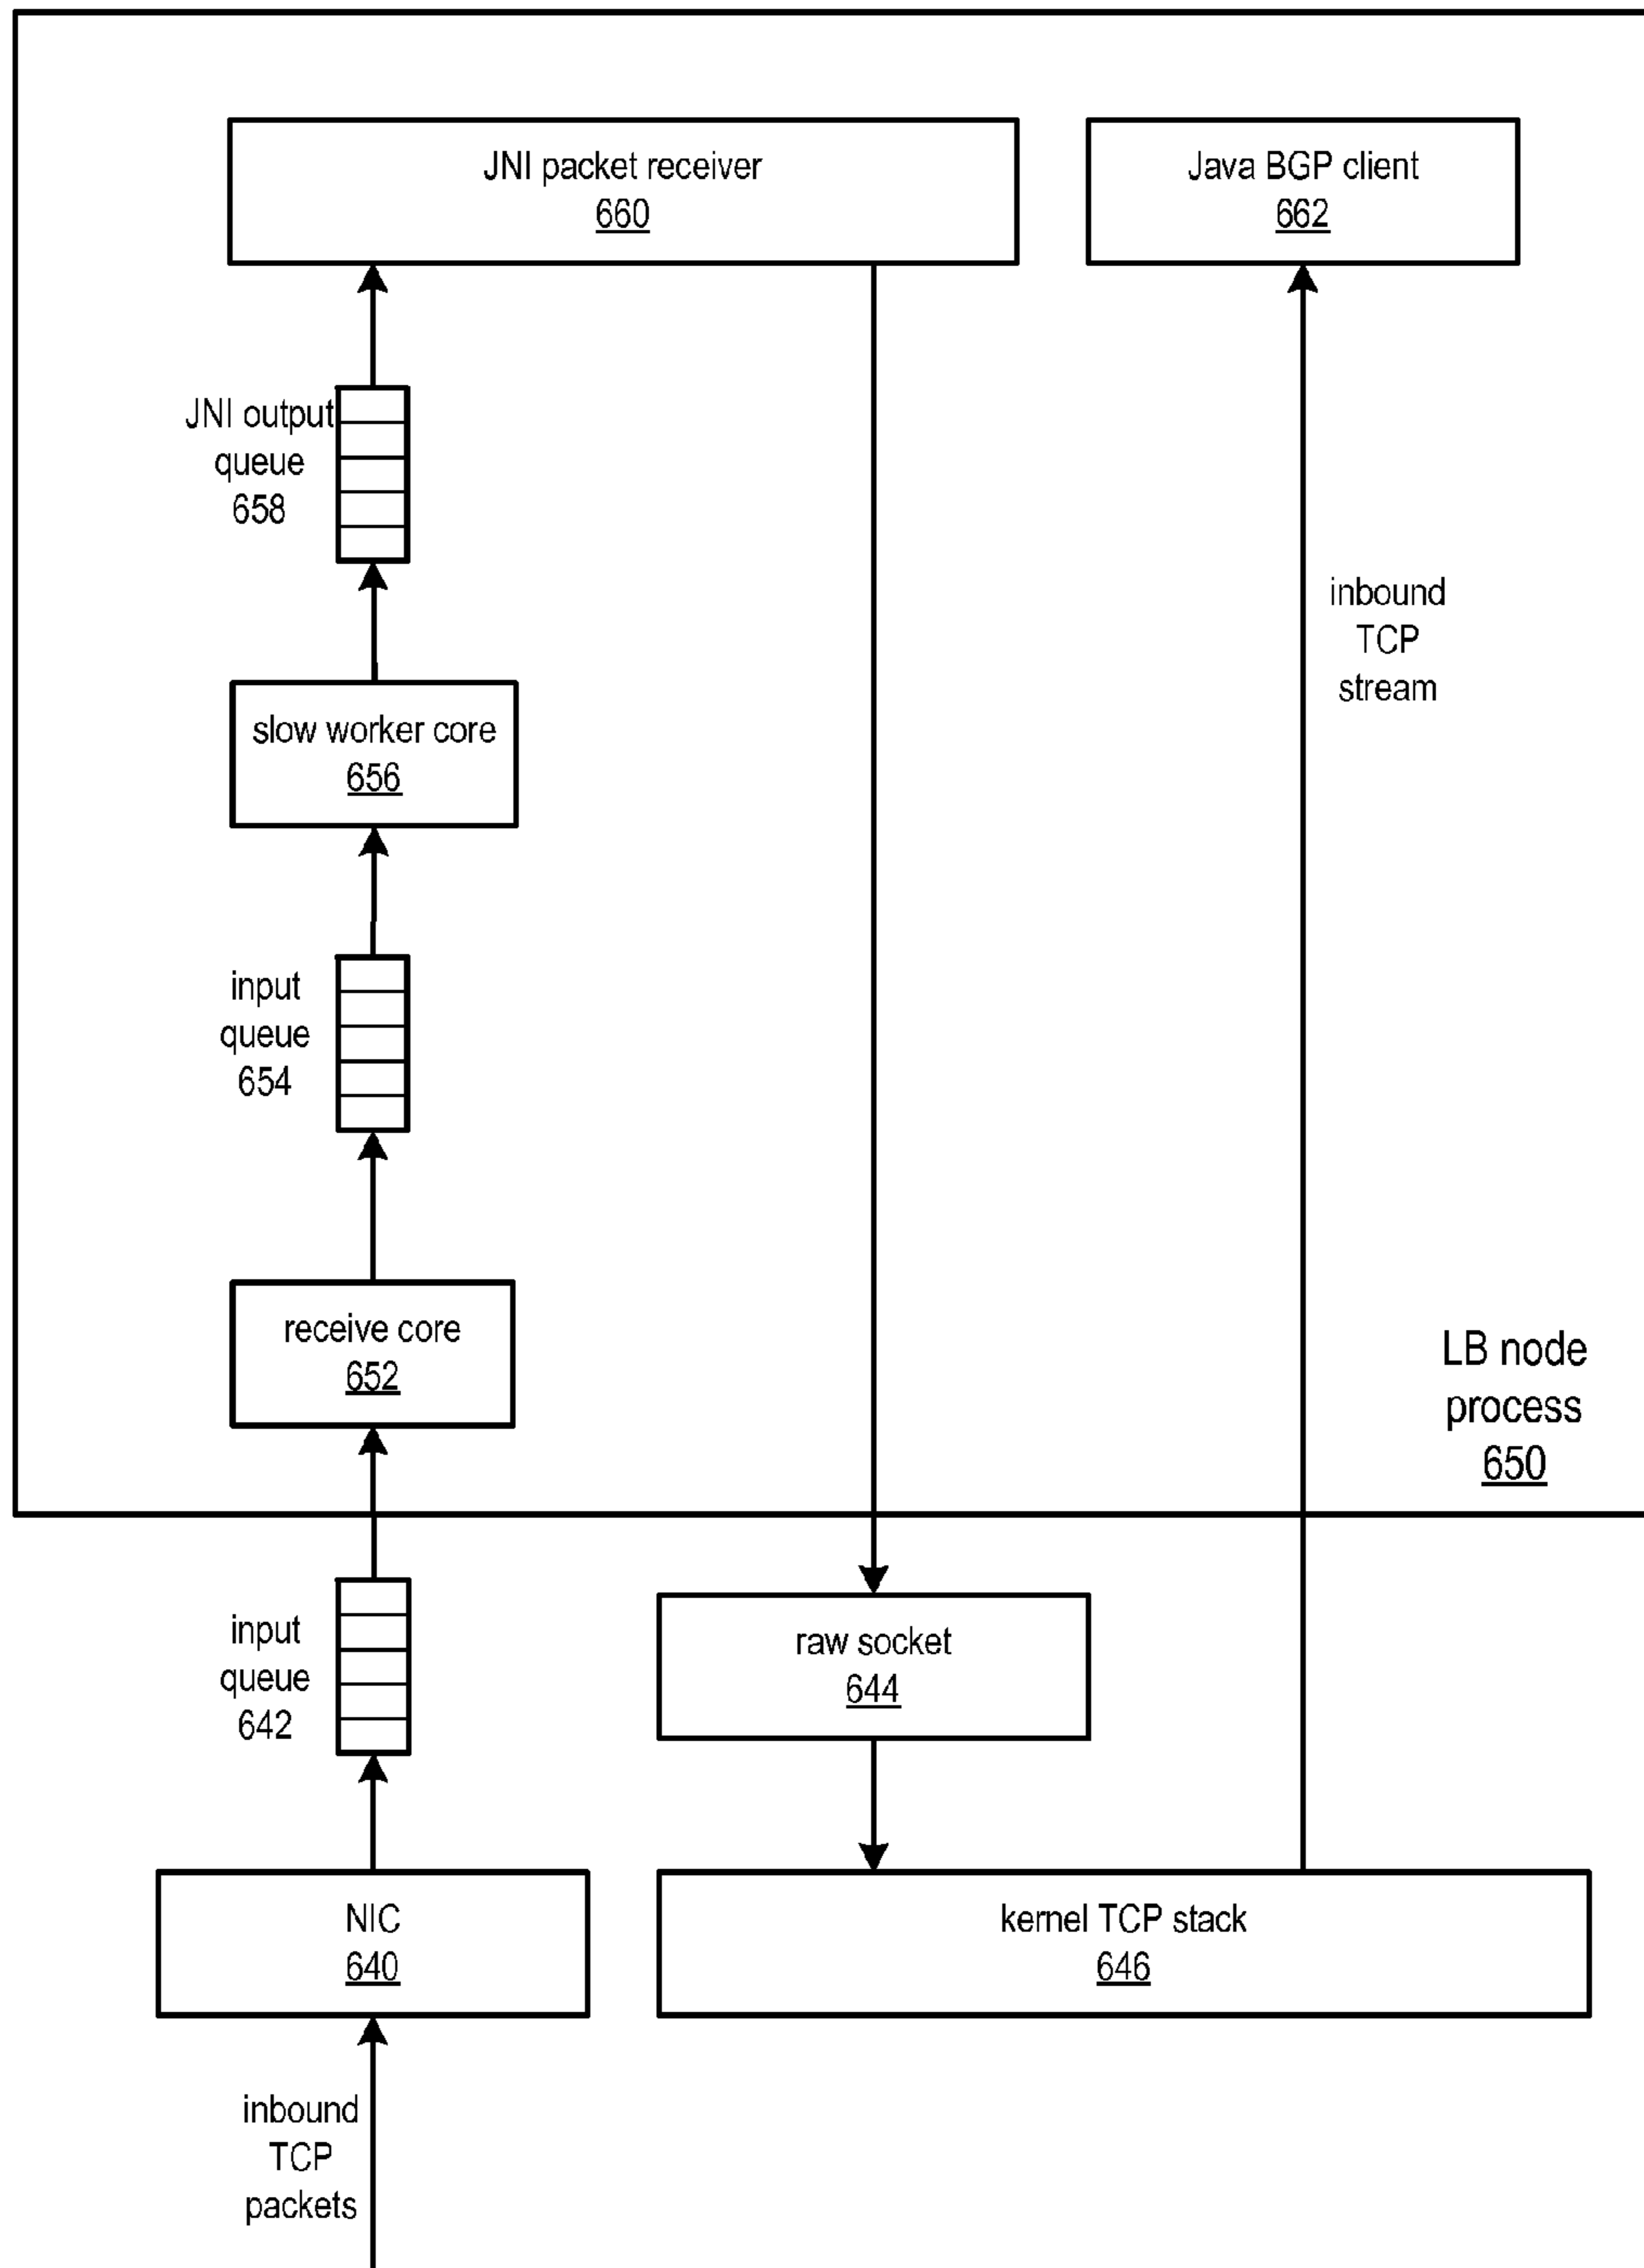 JNI packet receiver
660
Java BGP client
662
JNI output
queue
658
inbound
TCP
stream
slow worker core
656
input
queue
654
receive core
652
LB node
process
650
input
queue
642
raw socket
644
NIC
640
kernel TCP stack
646
inbound
TCP
packets